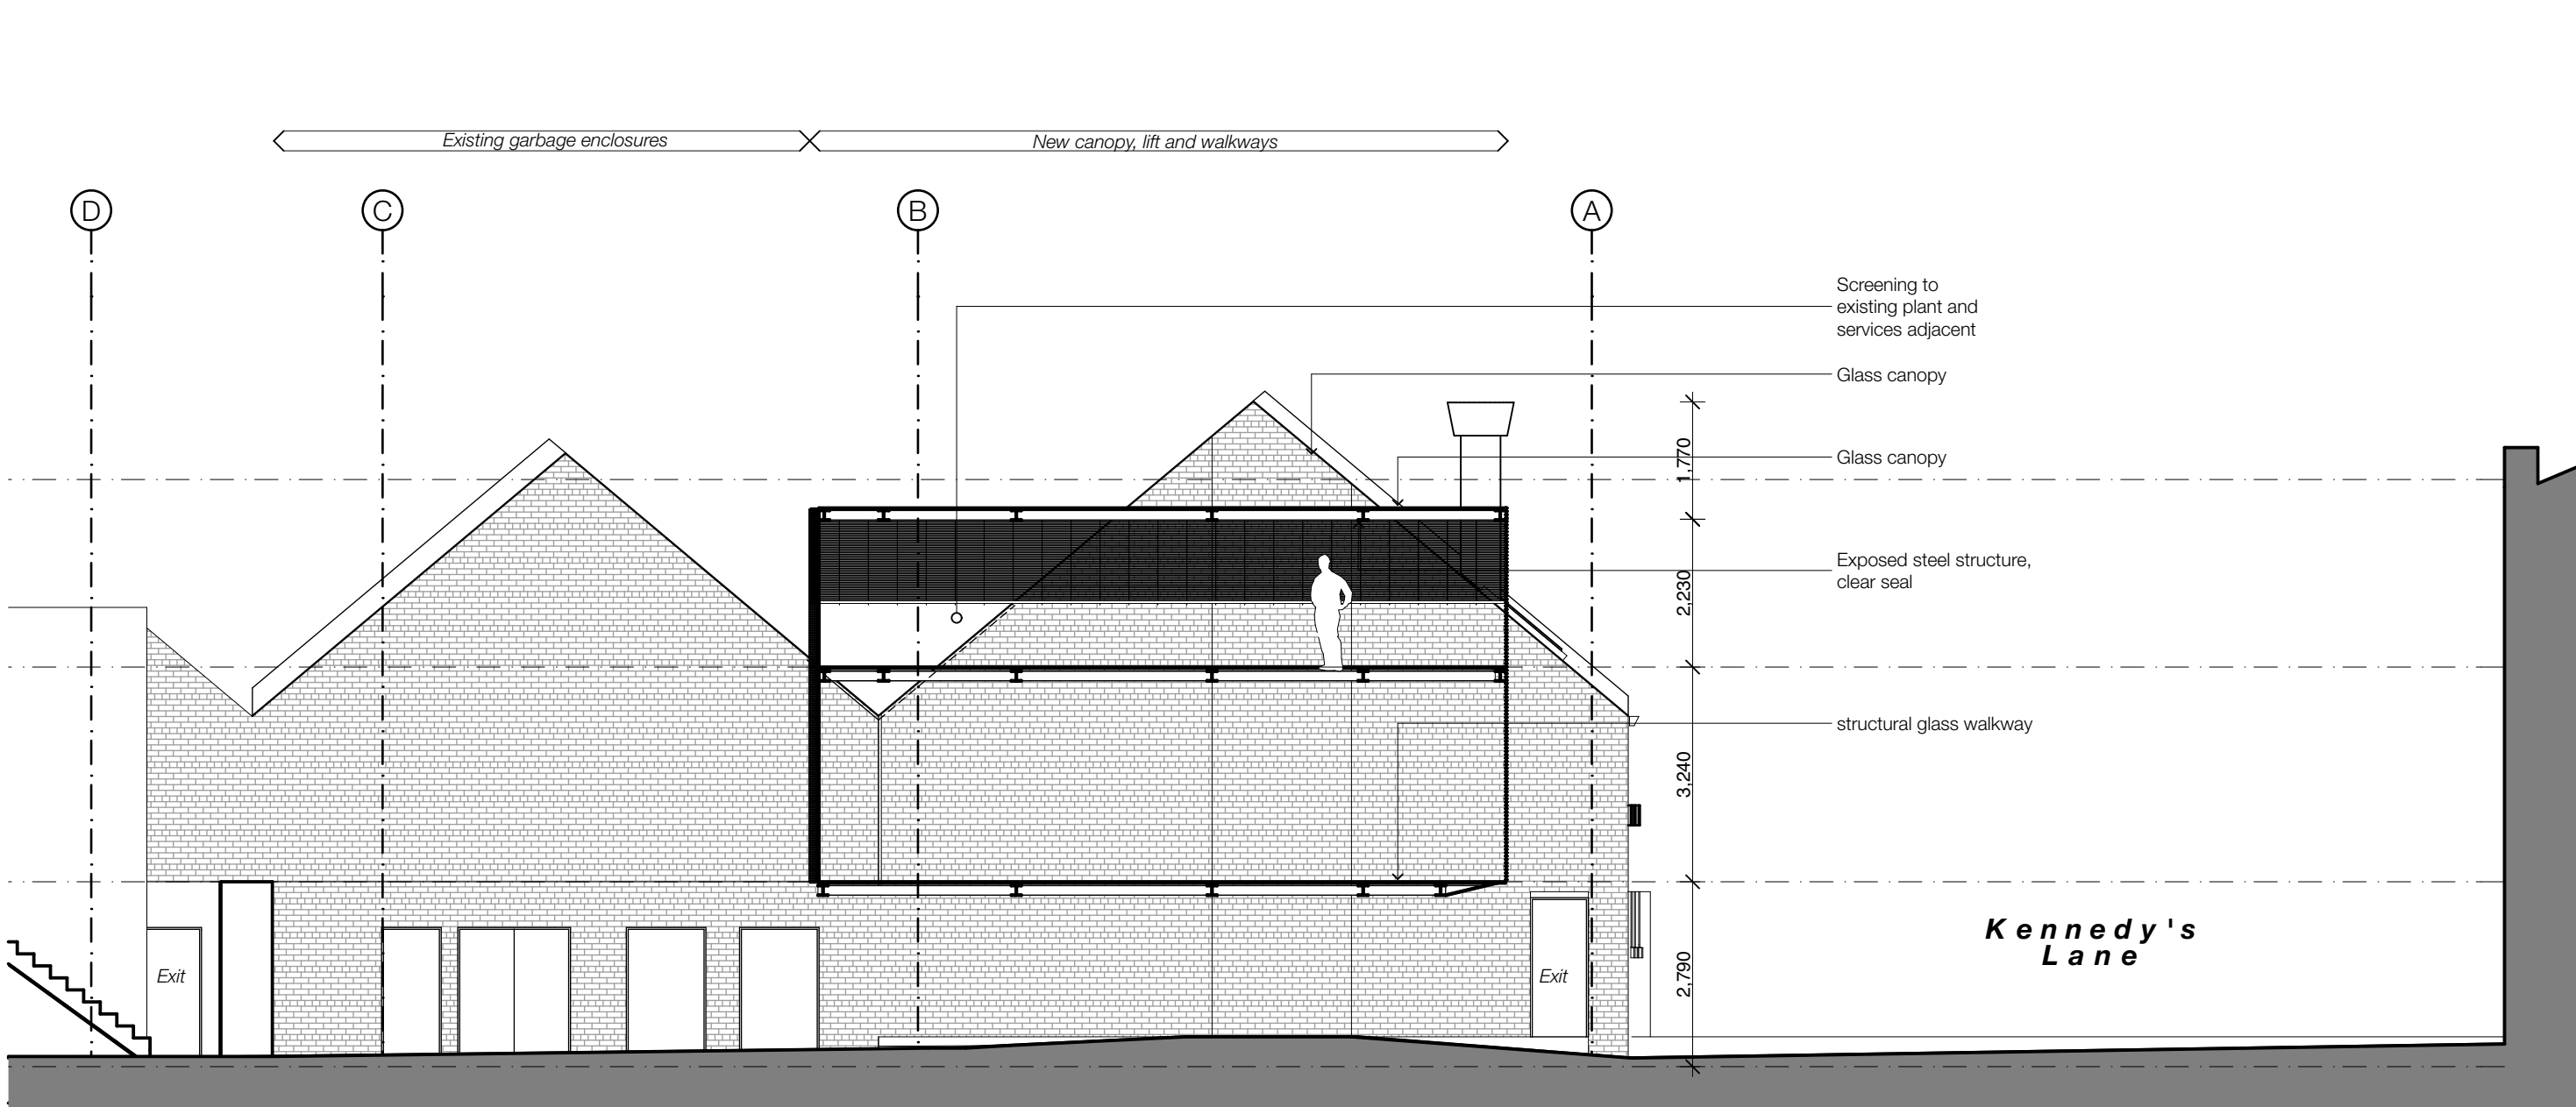 Existing garbage enclosures
New canopy, lift and walkways
D
C
B
A
Screening to
existing plant and
services adjacent
Glass canopy
Glass canopy
1,770
Exposed steel structure,
clear seal
2,230
structural glass walkway
3,240
Kennedy's
Lane
2,790
Exit
Exit